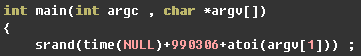 int main(int argc , char *argv[])
{
srand(time(NULL)+990306+atoi(argv[1])) ;